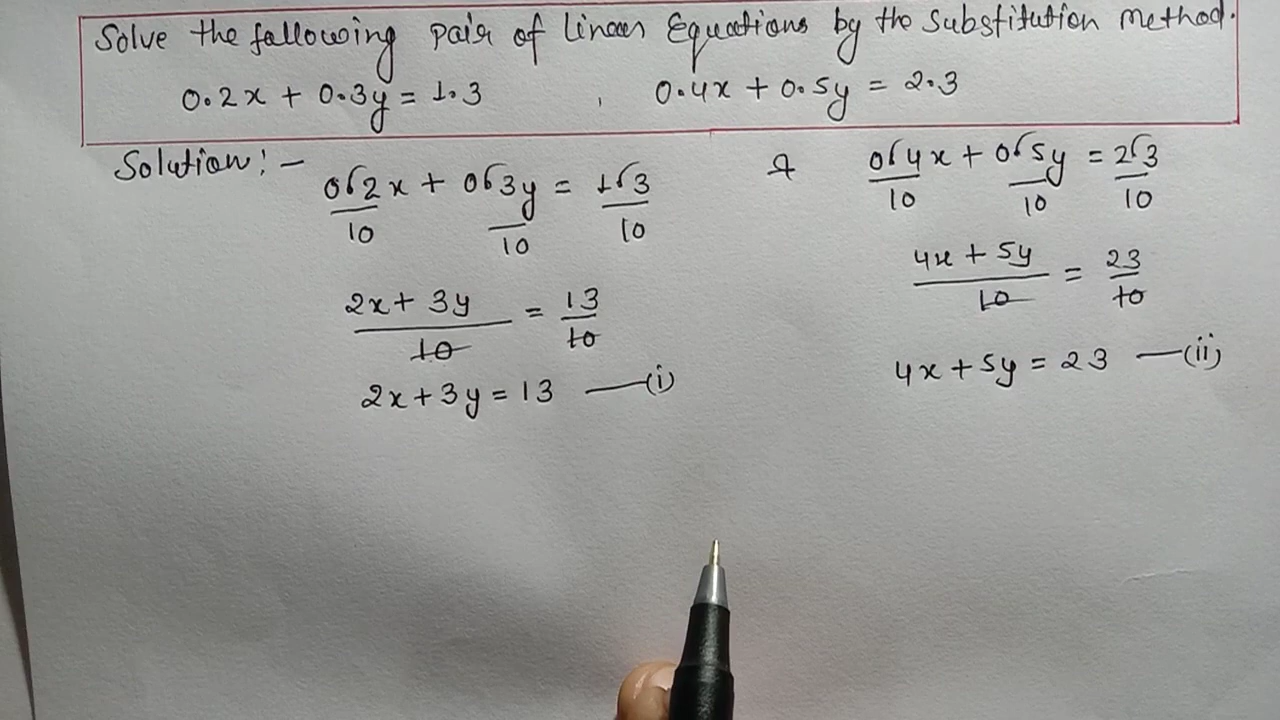 Solve the fallowing pair of linear Equations by the Substitution method.
0.2x + 0.3y = 1.3 , 0.4x + 0.5y = 2.3
Solution:-
0.2x/10 + 0.3y/10 = 1.3/10 & 0.4x/10 + 0.5y/10 = 2.3/10
(2x + 3y)/10 = 13/10
(4x + 5y)/10 = 23/10
2x + 3y = 13 —(i)
4x + 5y = 23 —(ii)